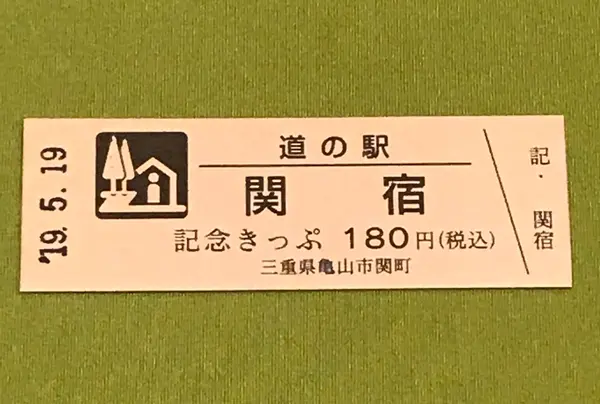 '19.5.19
道の駅
関宿
記念きっぷ 180円(税込)
三重県亀山市関町
記・関宿